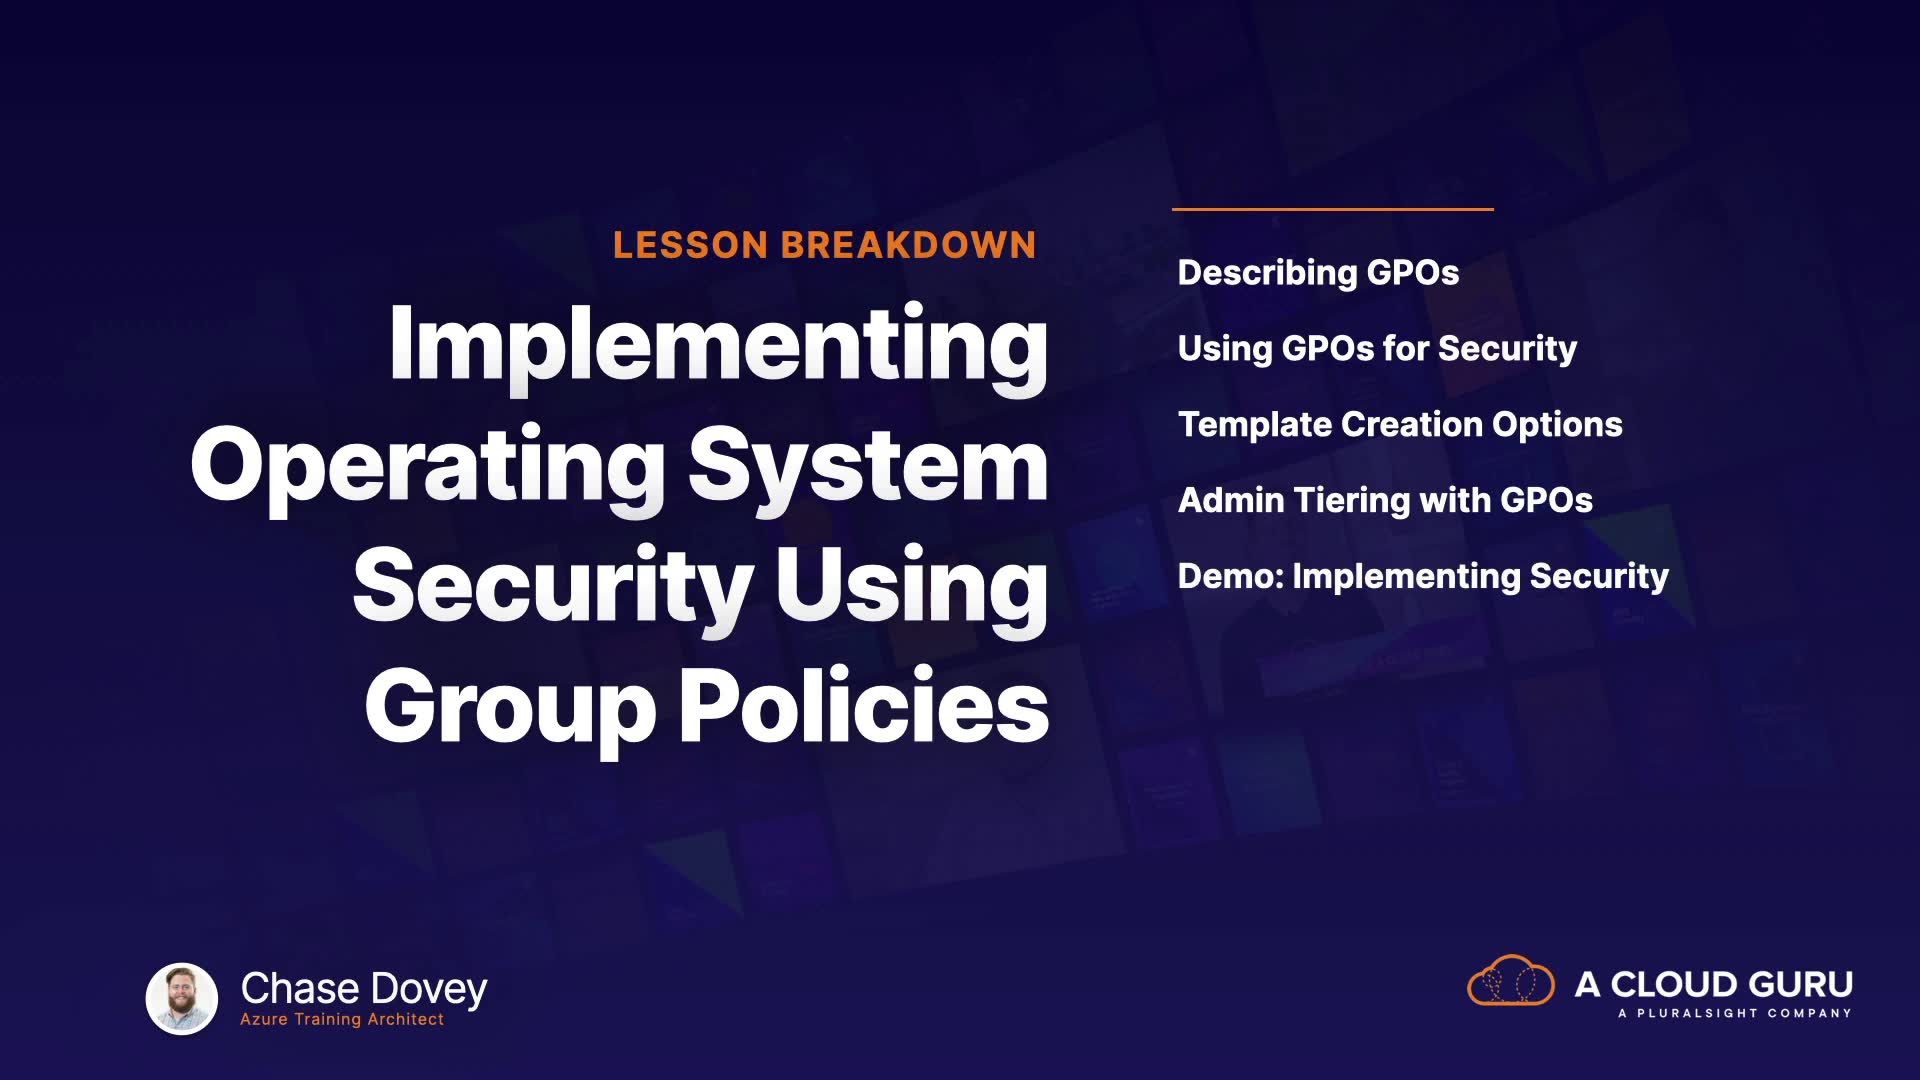 LESSON BREAKDOWN
Implementing
Operating System
Security Using
Group Policies
Describing GPOs
Using GPOs for Security
Template Creation Options
Admin Tiering with GPOs
Demo: Implementing Security
Chase Dovey
Azure Training Architect
A CLOUD GURU
A PLURALSIGHT COMPANY